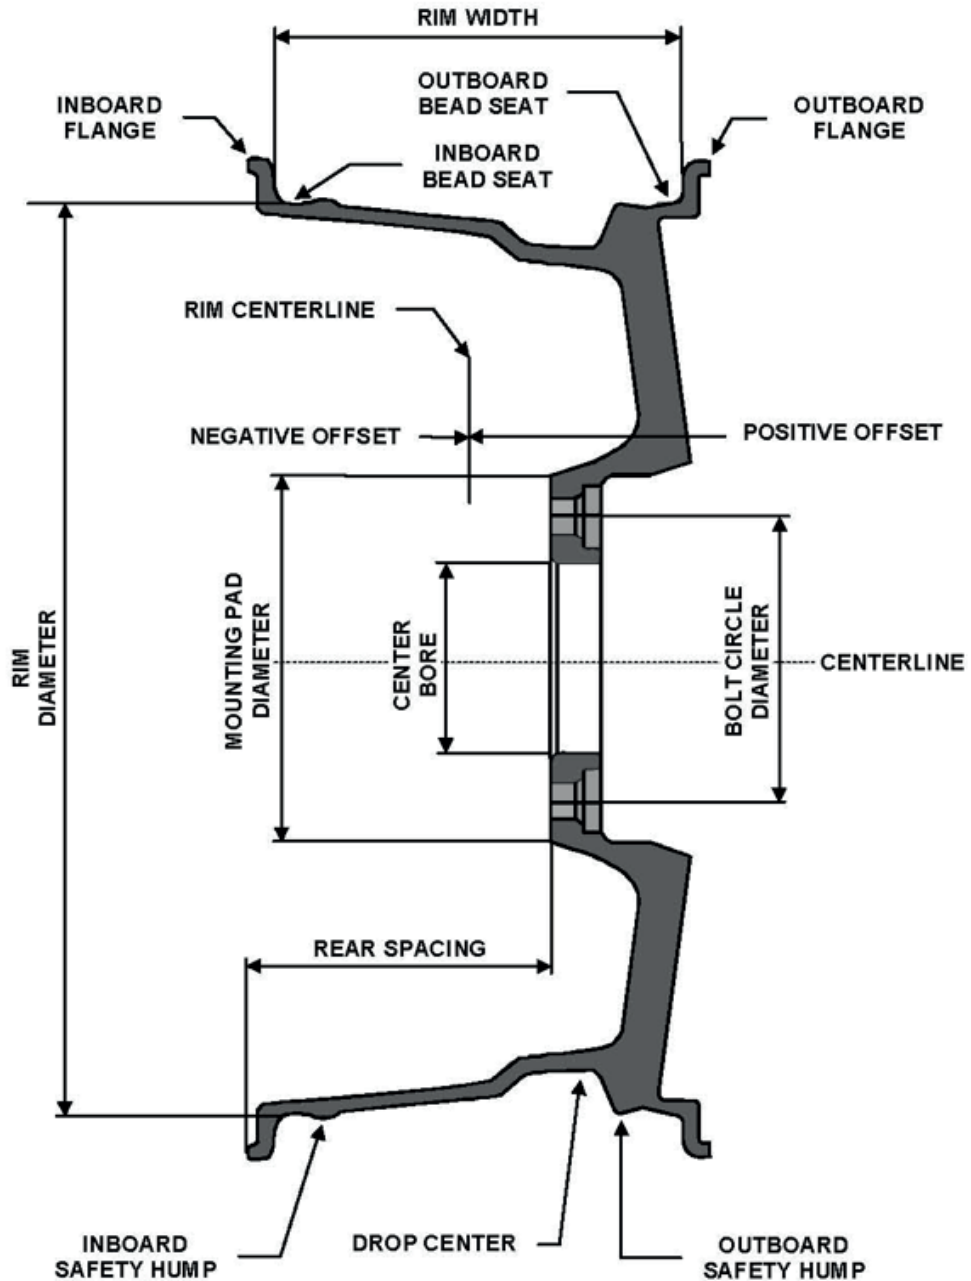 RIM WIDTH
OUTBOARD
BEAD SEAT
INBOARD
FLANGE
OUTBOARD
FLANGE
INBOARD
BEAD SEAT
RIM CENTERLINE
NEGATIVE OFFSET
POSITIVE OFFSET
RIM
DIAMETER
MOUNTING PAD
DIAMETER
CENTER
BORE
BOLT CIRCLE
DIAMETER
CENTERLINE
REAR SPACING
INBOARD
SAFETY HUMP
DROP CENTER
OUTBOARD
SAFETY HUMP